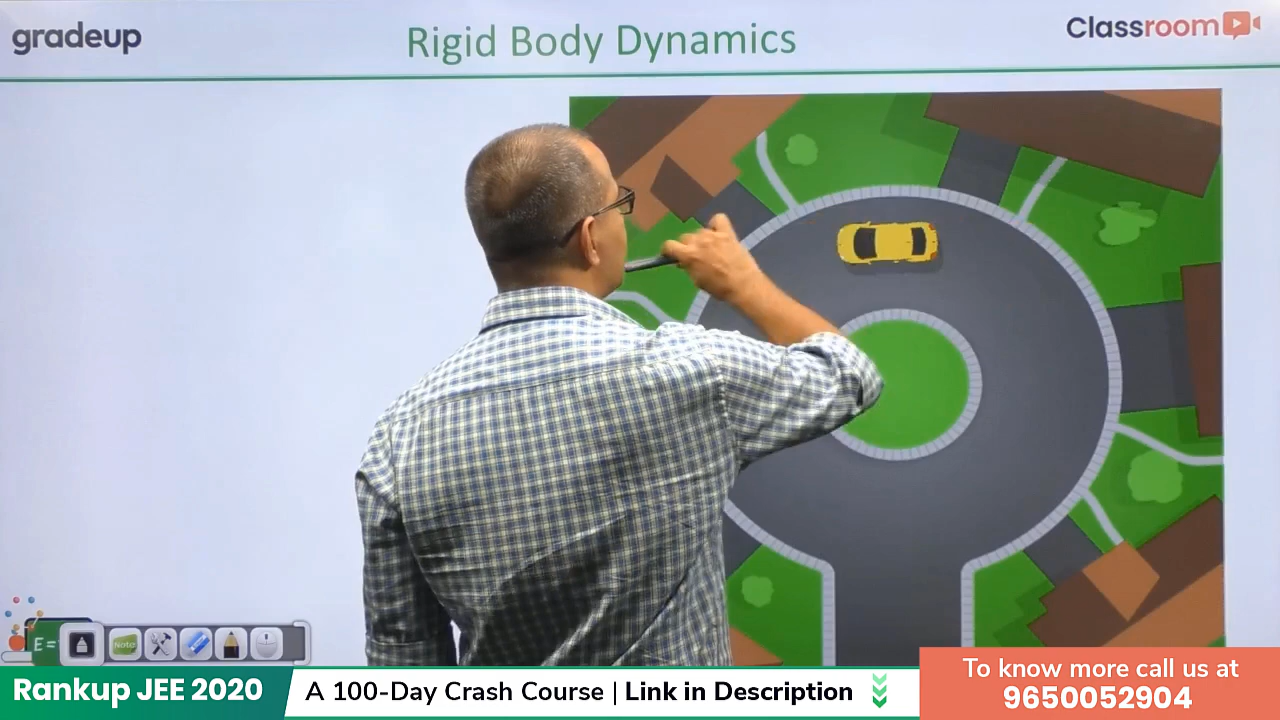 gradeup
Rigid Body Dynamics
Classroom
E=
Note
Rankup JEE 2020
A 100-Day Crash Course | Link in Description
To know more call us at
9650052904